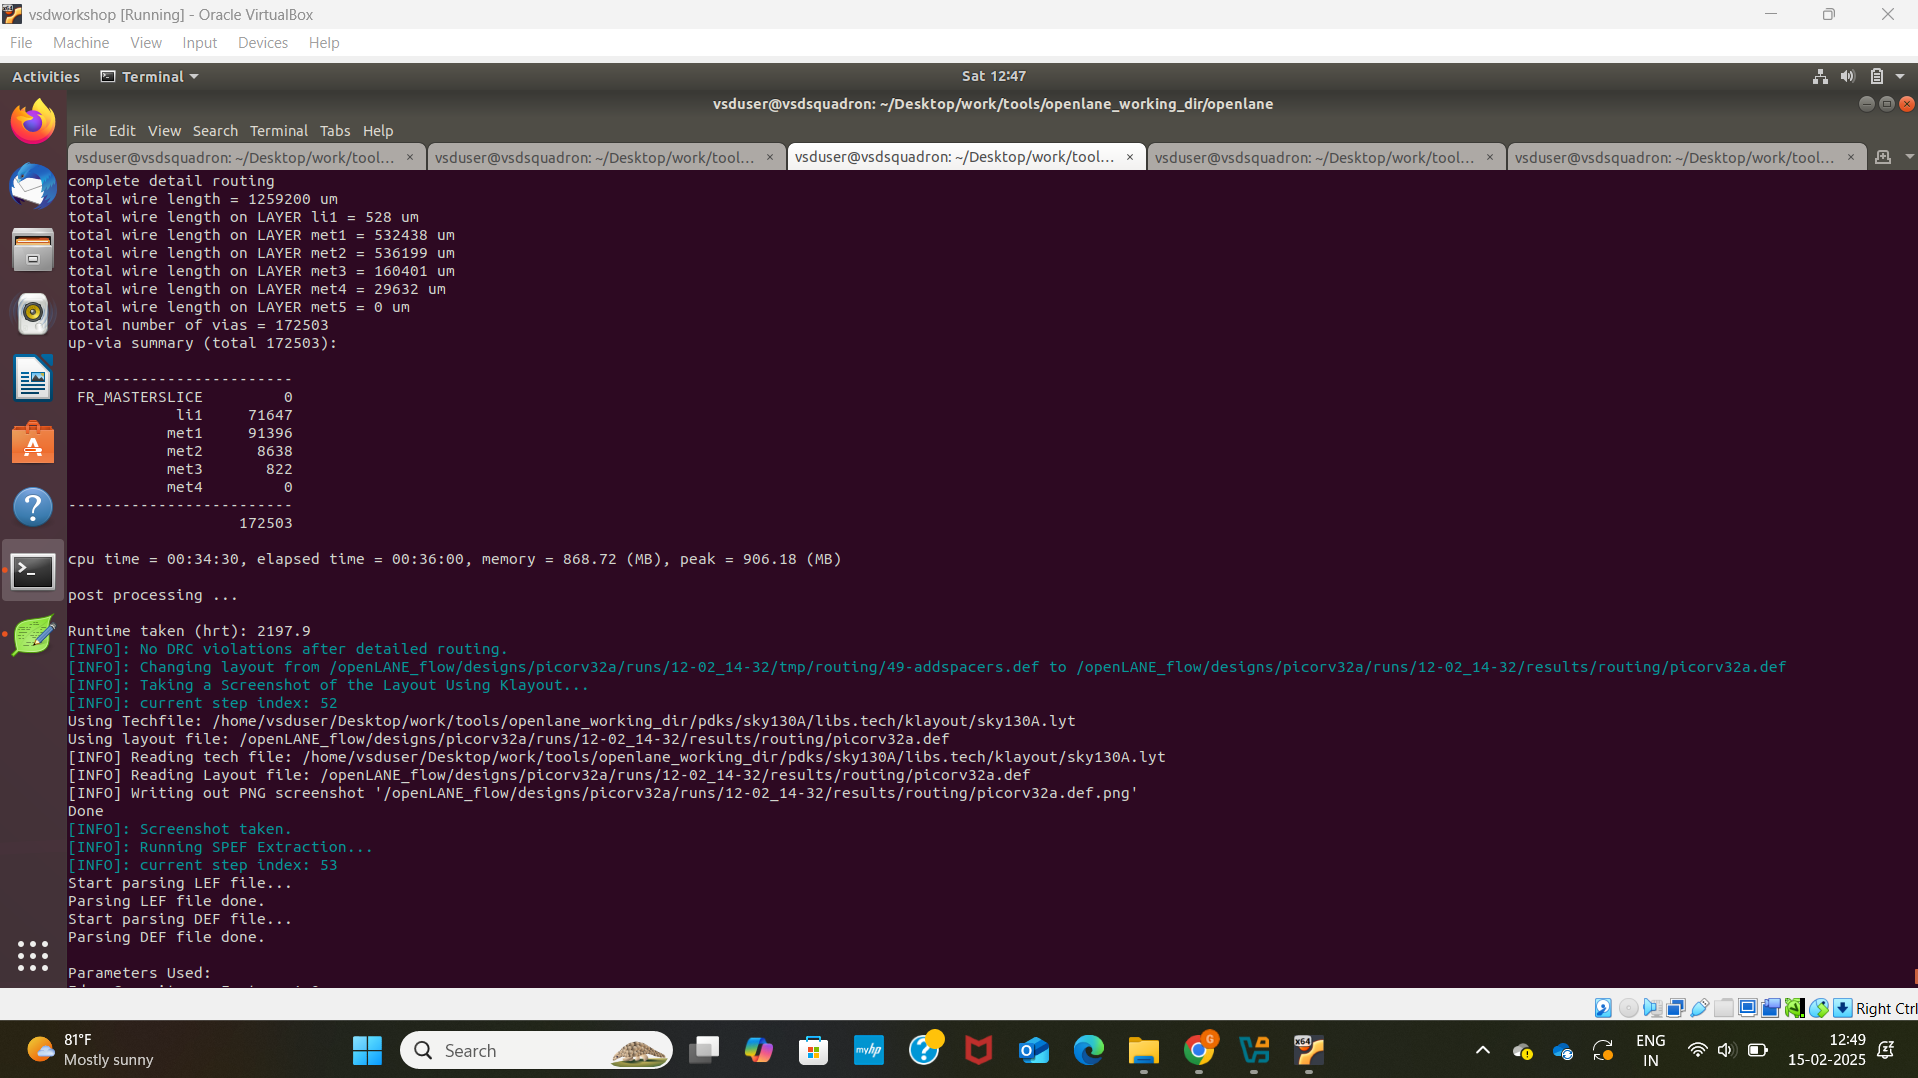 vsdworkshop [Running] - Oracle VirtualBox
File Machine View Input Devices Help
Activities Terminal Sat 12:47
vsduser@vsdsquadron: ~/Desktop/work/tools/openlane_working_dir/openlane
File Edit View Search Terminal Tabs Help
vsduser@vsdsquadron: ~/Desktop/work/tool... × vsduser@vsdsquadron: ~/Desktop/work/tool... × vsduser@vsdsquadron: ~/Desktop/work/tool... × vsduser@vsdsquadron: ~/Desktop/work/tool... × vsduser@vsdsquadron: ~/Desktop/work/tool... ×
complete detail routing
total wire length = 1259200 um
total wire length on LAYER li1 = 528 um
total wire length on LAYER met1 = 532438 um
total wire length on LAYER met2 = 536199 um
total wire length on LAYER met3 = 160401 um
total wire length on LAYER met4 = 29632 um
total wire length on LAYER met5 = 0 um
total number of vias = 172503
up-via summary (total 172503):
-------------------------
FR_MASTERSLICE 0
li1 71647
met1 91396
met2 8638
met3 822
met4 0
-------------------------
172503
cpu time = 00:34:30, elapsed time = 00:36:00, memory = 868.72 (MB), peak = 906.18 (MB)
post processing ...
Runtime taken (hrt): 2197.9
[INFO]: No DRC violations after detailed routing.
[INFO]: Changing layout from /openLANE_flow/designs/picorv32a/runs/12-02_14-32/tmp/routing/49-addspacers.def to /openLANE_flow/designs/picorv32a/runs/12-02_14-32/results/routing/picorv32a.def
[INFO]: Taking a Screenshot of the Layout Using Klayout...
[INFO]: current step index: 52
Using Techfile: /home/vsduser/Desktop/work/tools/openlane_working_dir/pdks/sky130A/libs.tech/klayout/sky130A.lyt
Using layout file: /openLANE_flow/designs/picorv32a/runs/12-02_14-32/results/routing/picorv32a.def
[INFO] Reading tech file: /home/vsduser/Desktop/work/tools/openlane_working_dir/pdks/sky130A/libs.tech/klayout/sky130A.lyt
[INFO] Reading Layout file: /openLANE_flow/designs/picorv32a/runs/12-02_14-32/results/routing/picorv32a.def
[INFO] Writing out PNG screenshot '/openLANE_flow/designs/picorv32a/runs/12-02_14-32/results/routing/picorv32a.def.png'
Done
[INFO]: Screenshot taken.
[INFO]: Running SPEF Extraction...
[INFO]: current step index: 53
Start parsing LEF file...
Parsing LEF file done.
Start parsing DEF file...
Parsing DEF file done.
Parameters Used:
Right Ctrl
81°F
Mostly sunny
Search
myhp
G
x64
ENG
IN
12:49
15-02-2025